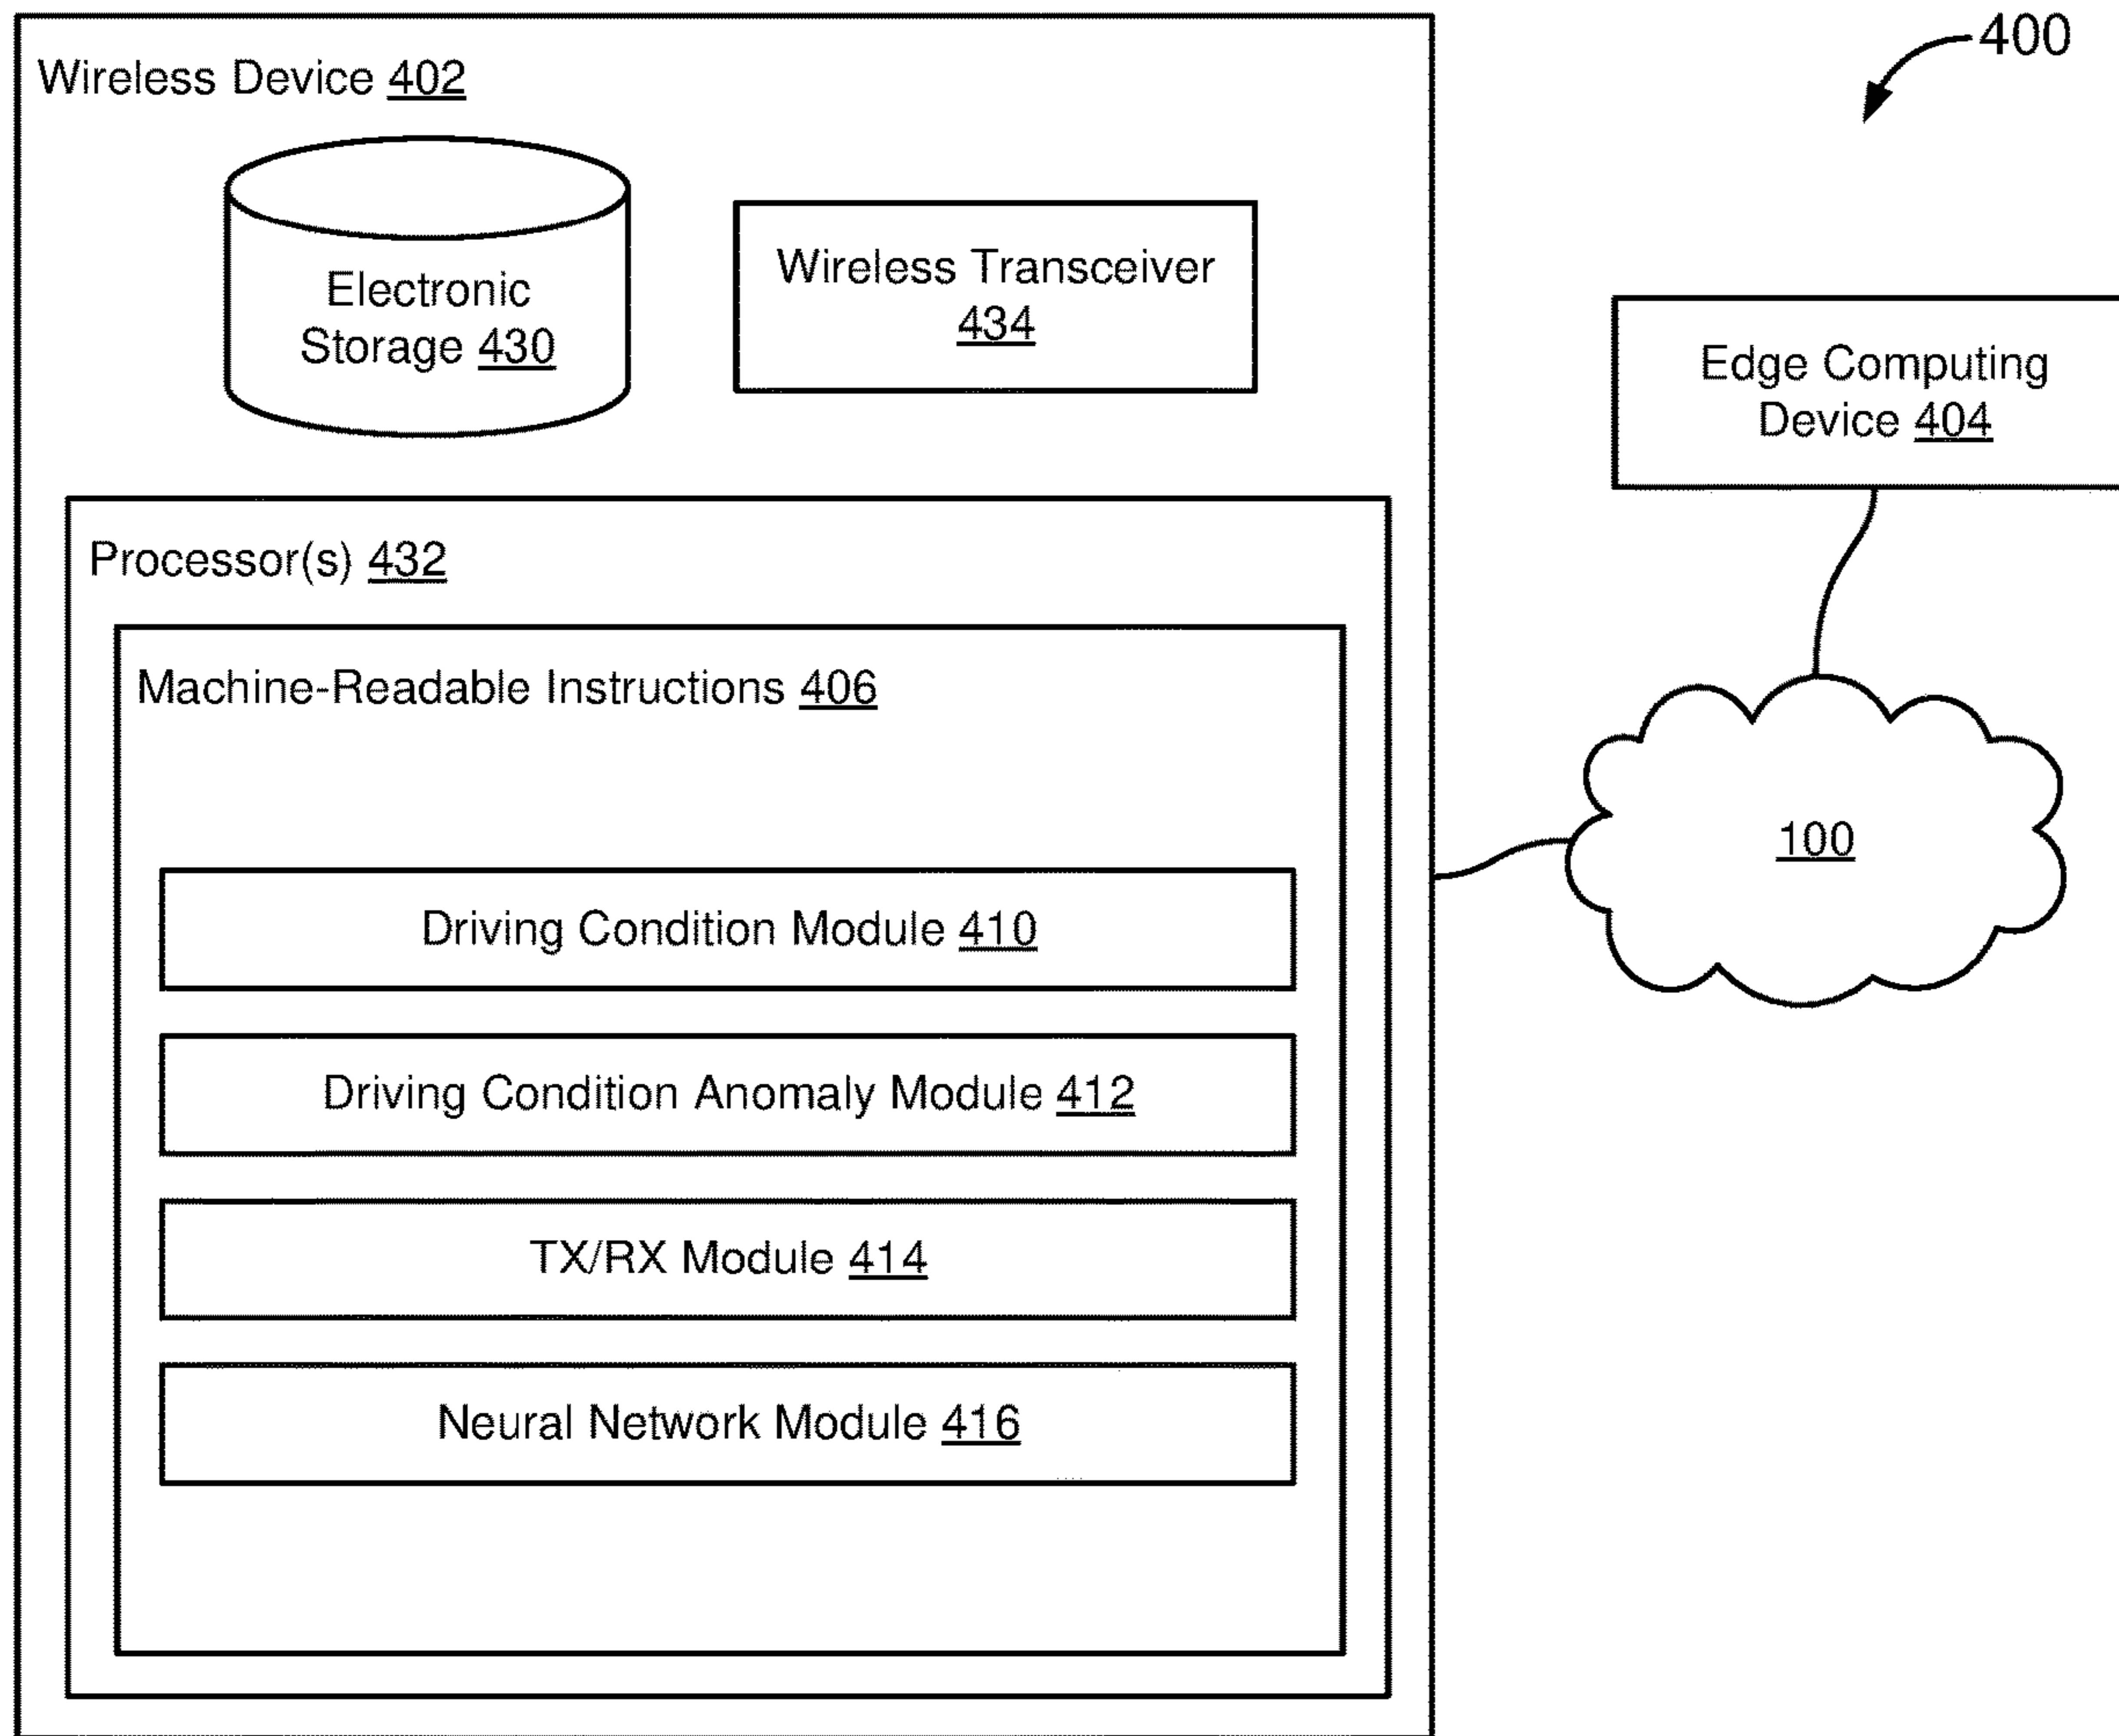 400
Wireless Device 402
Electronic
Storage 430
Wireless Transceiver
434
Edge Computing
Device 404
Processor(s) 432
Machine-Readable Instructions 406
100
Driving Condition Module 410
Driving Condition Anomaly Module 412
TX/RX Module 414
Neural Network Module 416